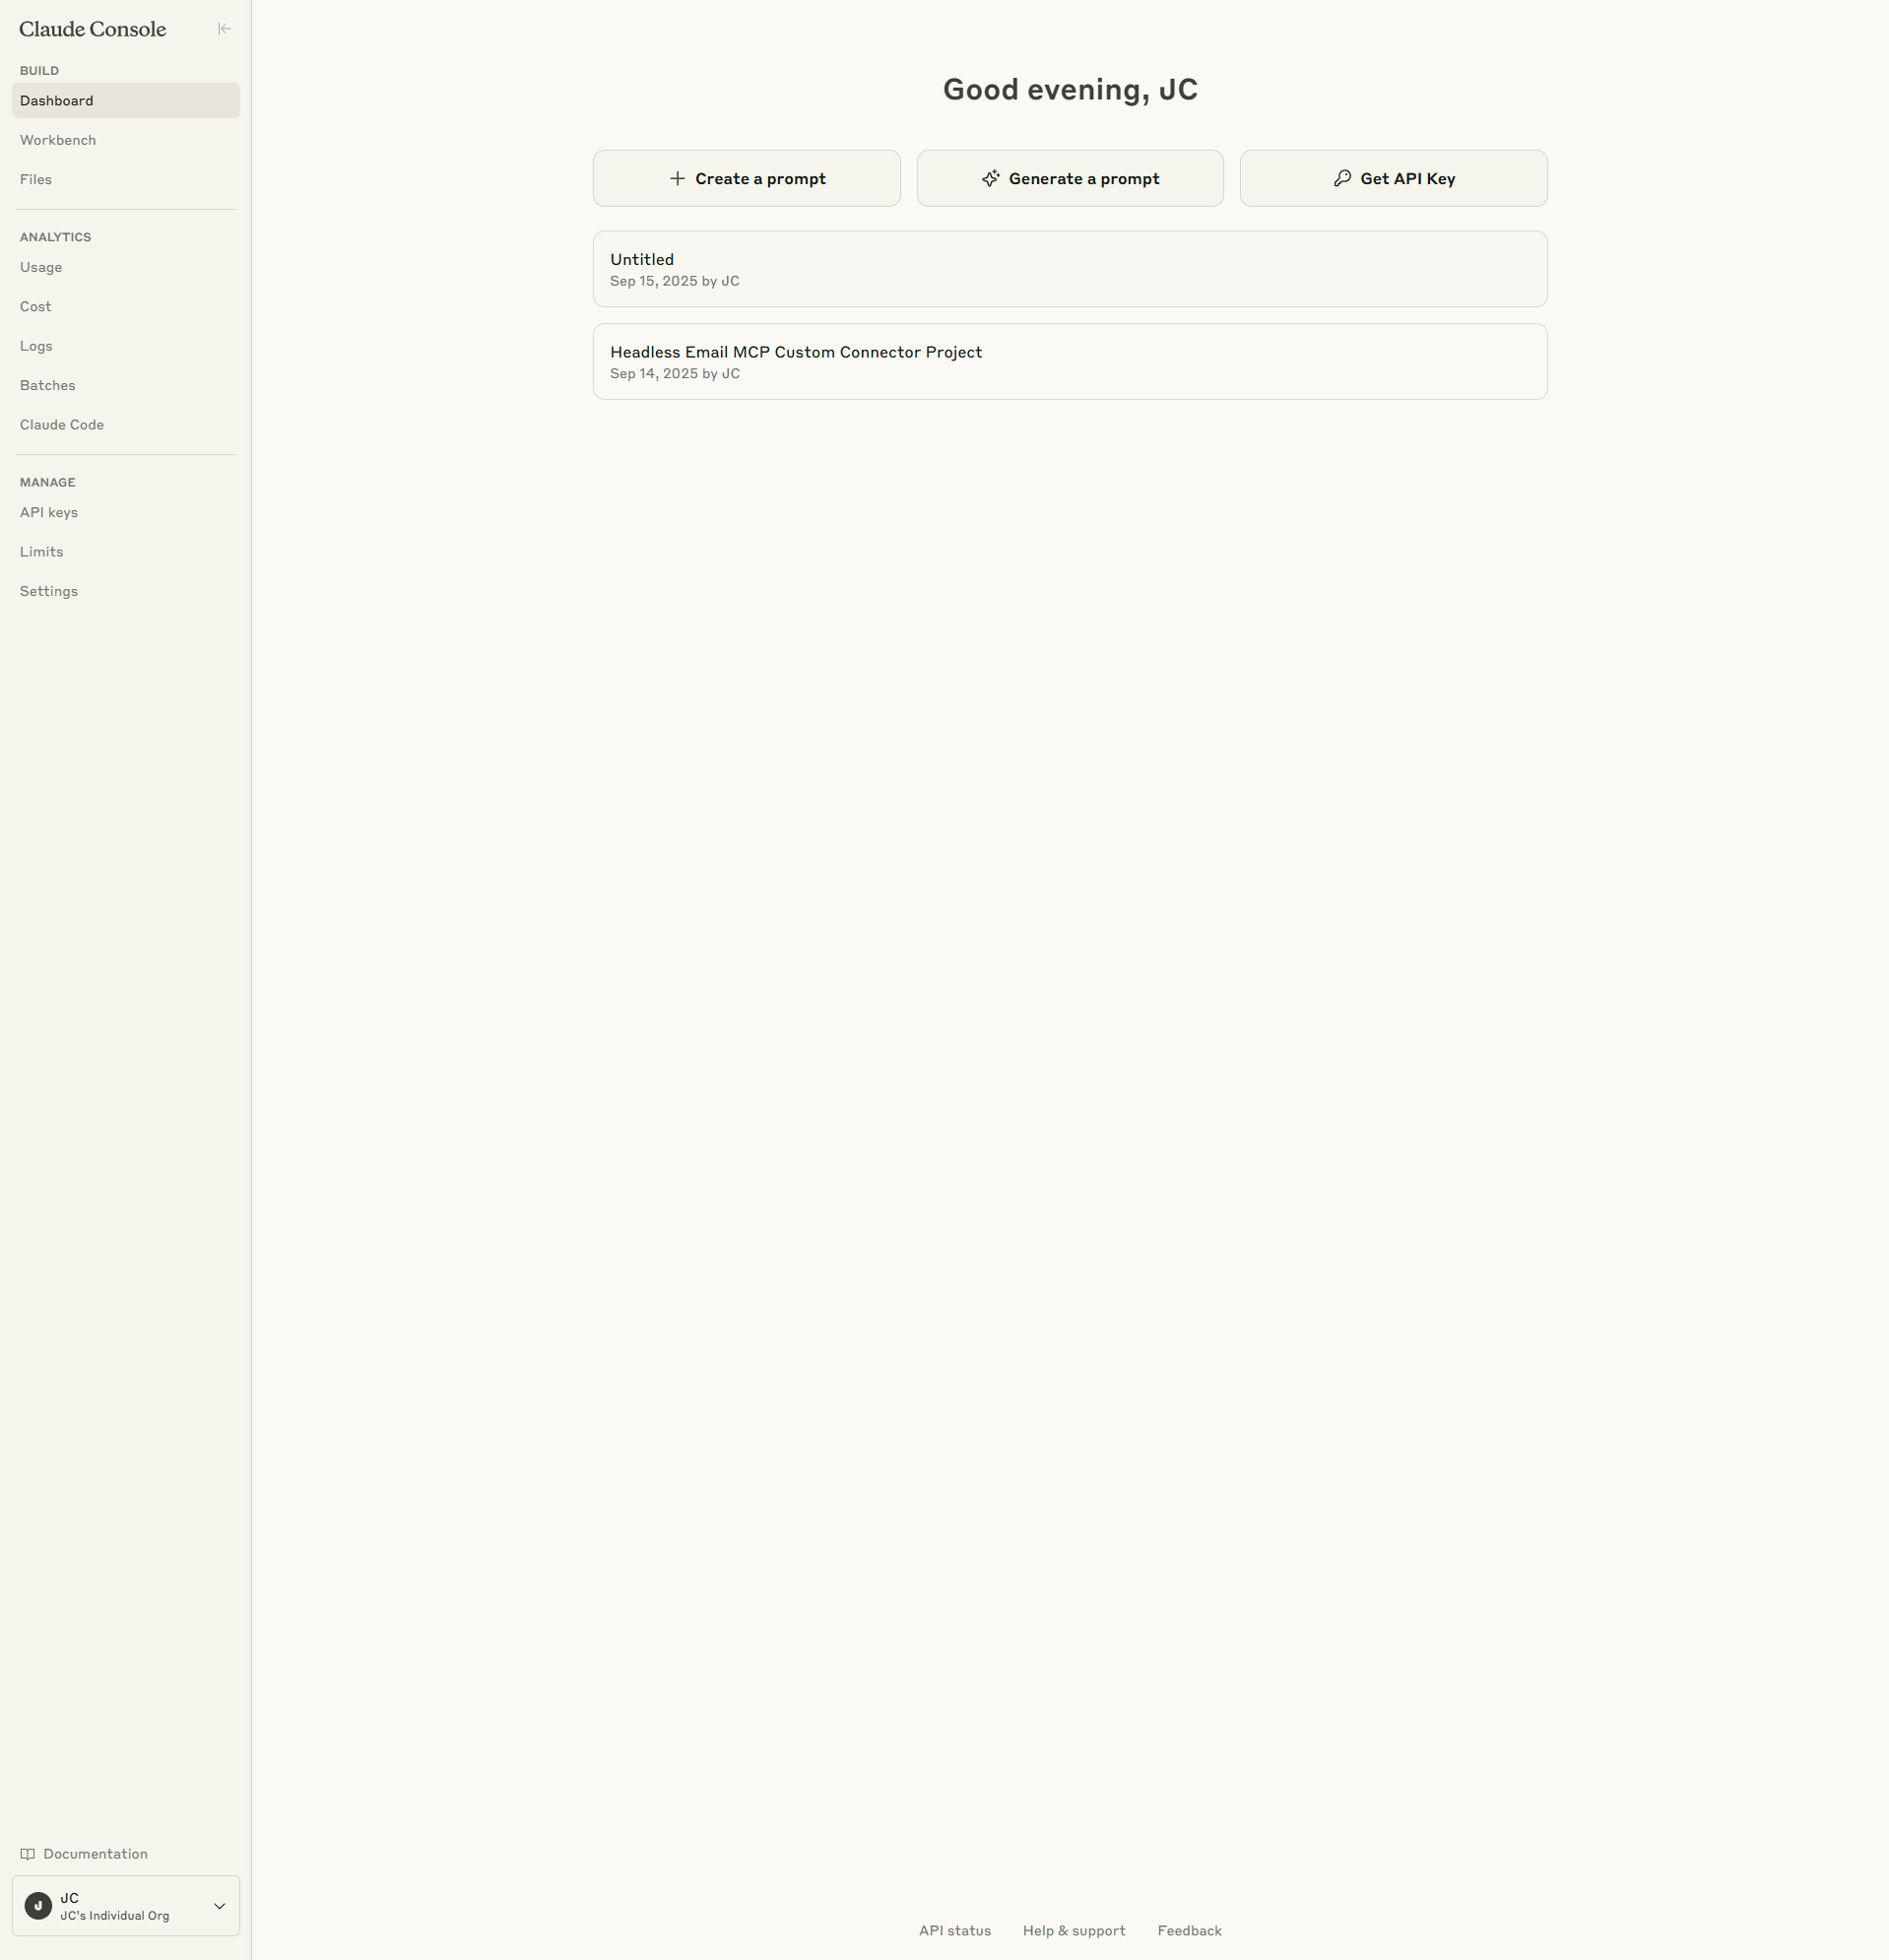 Claude Console
BUILD
Dashboard
Workbench
Files
ANALYTICS
Usage
Cost
Logs
Batches
Claude Code
MANAGE
API keys
Limits
Settings
Documentation
J
JC
JC's Individual Org
Good evening, JC
Create a prompt
Generate a prompt
Get API Key
Untitled
Sep 15, 2025 by JC
Headless Email MCP Custom Connector Project
Sep 14, 2025 by JC
API status
Help & support
Feedback